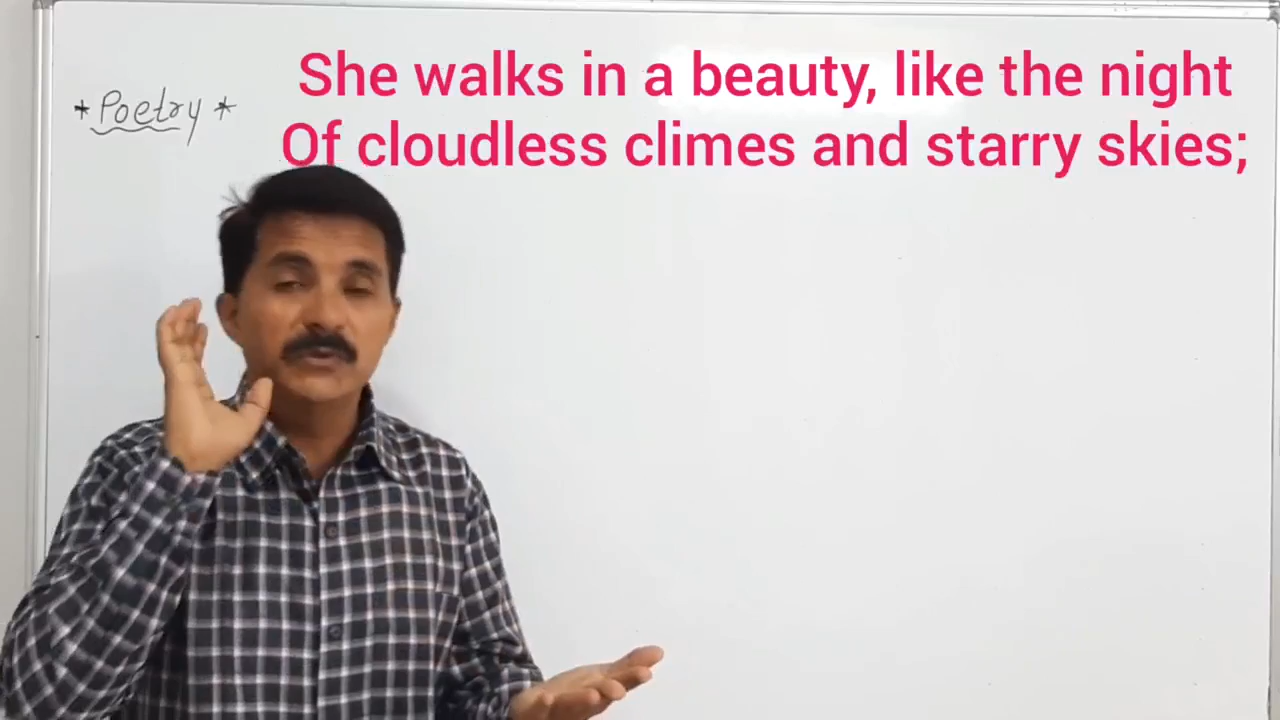 She walks in a beauty, like the night
*Poetry*
Of cloudless climes and starry skies;